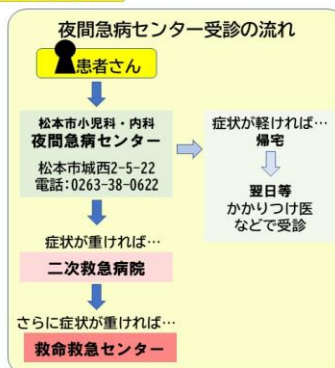 夜間急病センター受診の流れ
患者さん
松本市小児科・内科
夜間急病センター
松本市城西2-5-22
電話：0263-38-0622
症状が軽ければ…
帰宅
翌日等
かかりつけ医
などで受診
症状が重ければ…
二次救急病院
さらに症状が重ければ…
救命救急センター